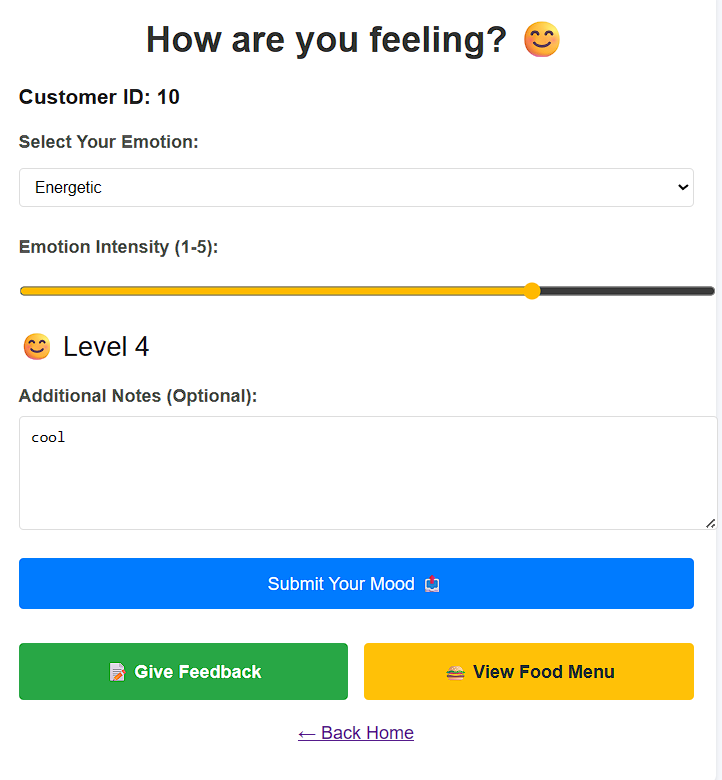 How are you feeling? 😊
Customer ID: 10
Select Your Emotion:
Energetic
Emotion Intensity (1-5):
😊 Level 4
Additional Notes (Optional):
cool
Submit Your Mood 📤
📝 Give Feedback
🍔 View Food Menu
← Back Home